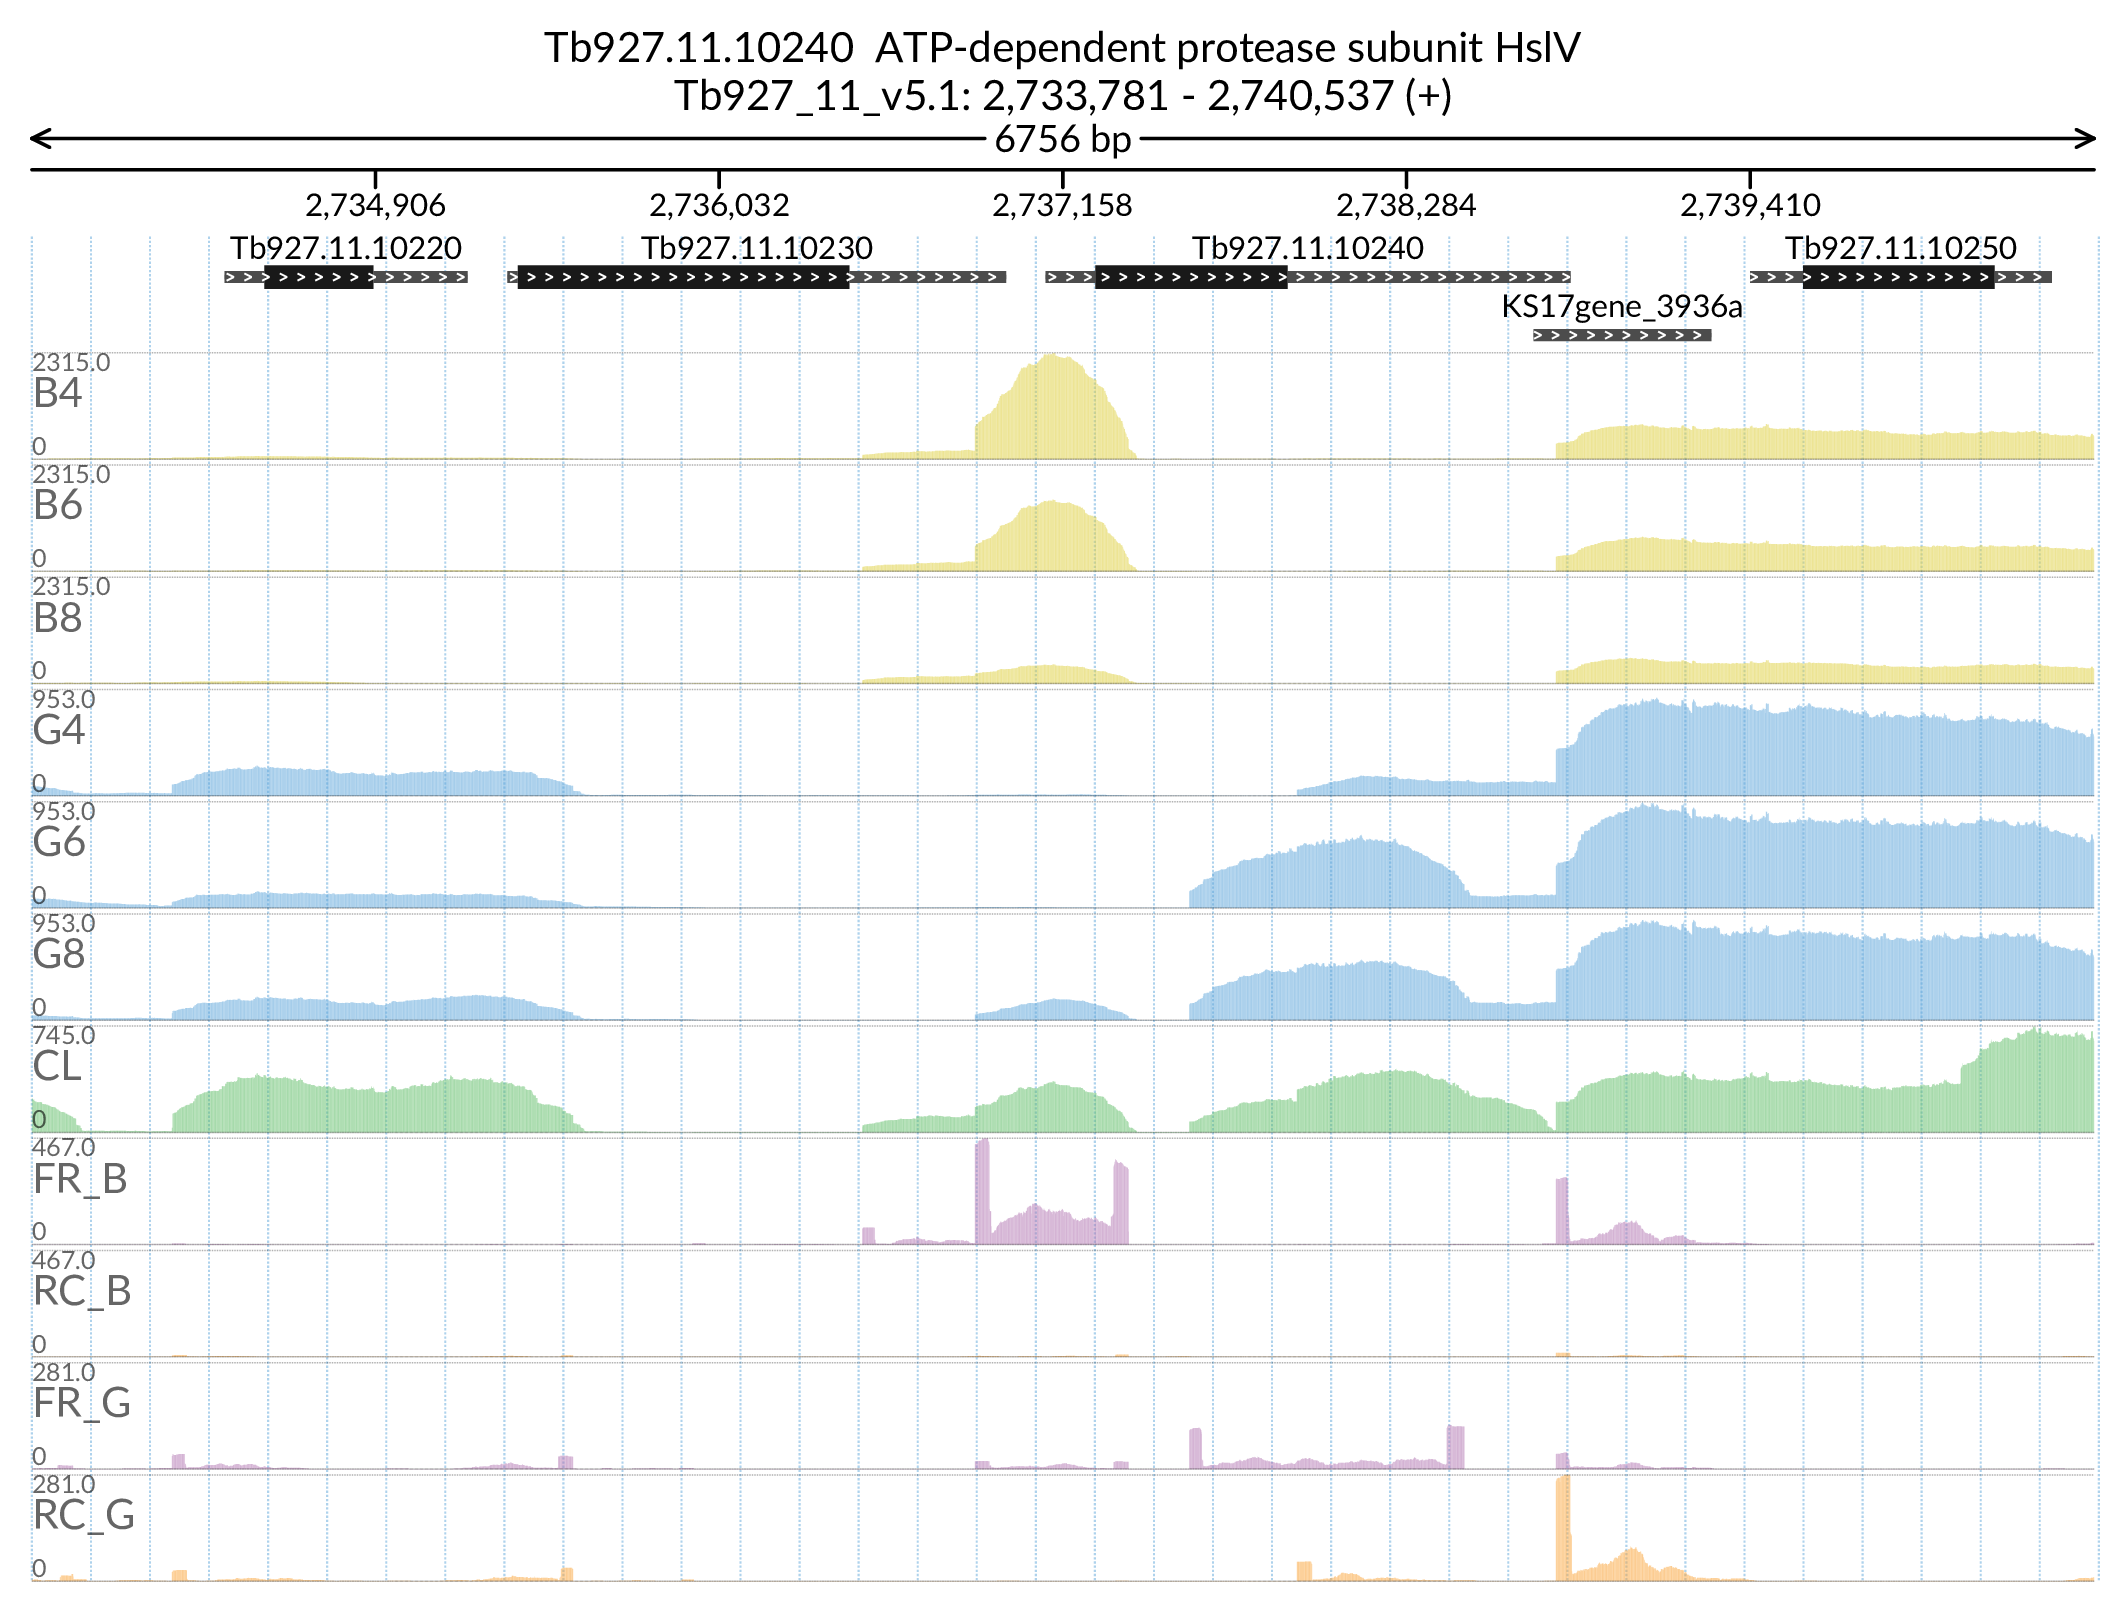 Tb927.11.10240  ATP-dependent protease subunit HslV
Tb927_11_v5.1: 2,733,781 - 2,740,537 (+)
6756 bp
2,734,906 2,736,032 2,737,158 2,738,284 2,739,410
Tb927.11.10220 Tb927.11.10230 Tb927.11.10240 Tb927.11.10250
KS17gene_3936a
2315.0
B4
0
2315.0
B6
0
2315.0
B8
0
953.0
G4
0
953.0
G6
0
953.0
G8
0
745.0
CL
0
467.0
FR_B
0
467.0
RC_B
0
281.0
FR_G
0
281.0
RC_G
0